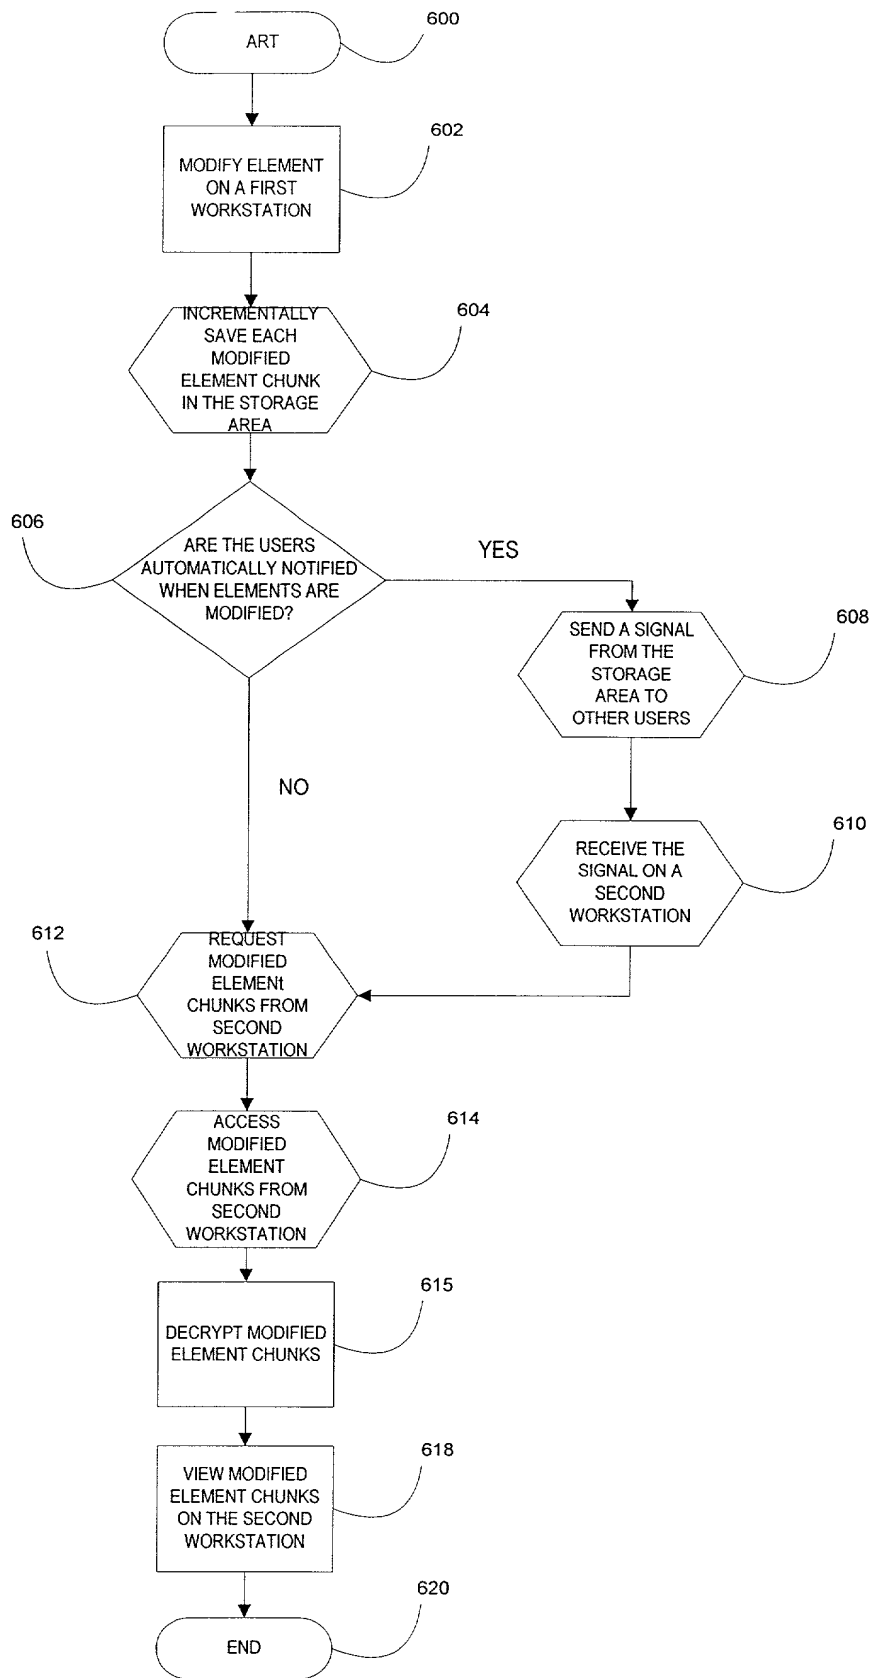 ART
600
MODIFY ELEMENT
ON A FIRST
WORKSTATION
602
INCREMENTALLY
SAVE EACH
MODIFIED
ELEMENT CHUNK
IN THE STORAGE
AREA
604
606
ARE THE USERS
AUTOMATICALLY NOTIFIED
WHEN ELEMENTS ARE
MODIFIED?
YES
SEND A SIGNAL
FROM THE
STORAGE
AREA TO
OTHER USERS
608
NO
RECEIVE THE
SIGNAL ON A
SECOND
WORKSTATION
610
612
REQUEST
MODIFIED
ELEMENt
CHUNKS FROM
SECOND
WORKSTATION
ACCESS
MODIFIED
ELEMENT
CHUNKS FROM
SECOND
WORKSTATION
614
DECRYPT MODIFIED
ELEMENT CHUNKS
615
VIEW MODIFIED
ELEMENT CHUNKS
ON THE SECOND
WORKSTATION
618
END
620